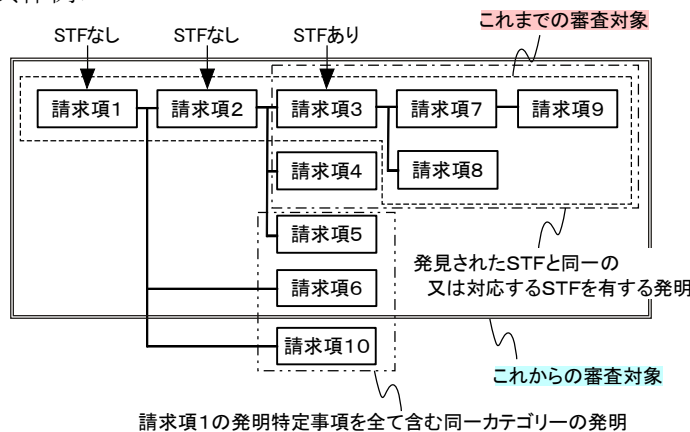 STFなし
STFなし
STFあり
これまでの審査対象
請求項1
請求項2
請求項3
請求項7
請求項9
請求項4
請求項8
請求項5
請求項6
請求項10
発見されたSTFと同一の
又は対応するSTFを有する発明
これからの審査対象
請求項1の発明特定事項を全て含む同一カテゴリーの発明